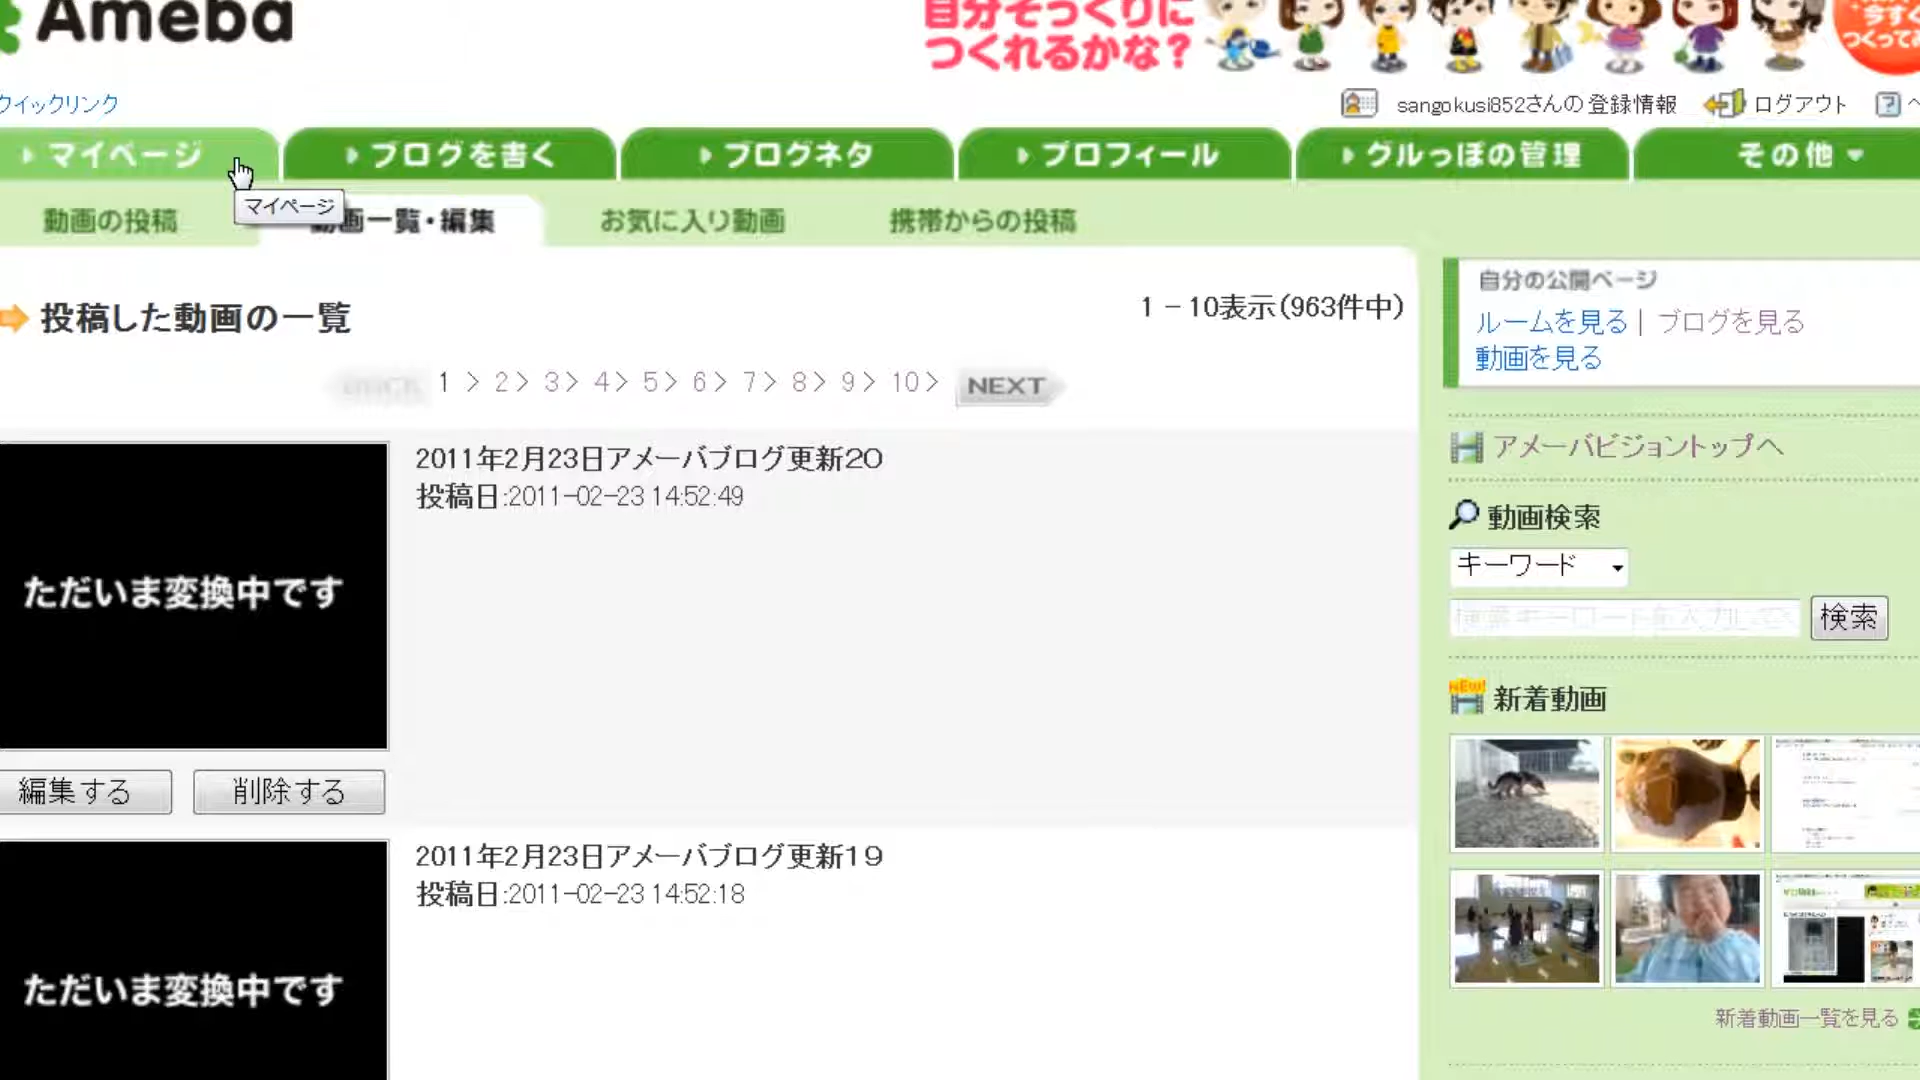 Ameba
自分そっくりに
つくれるかな？
今すぐ
クイックリンク
sangokusi852さんの登録情報
ログアウト
マイページ
ブログを書く
ブログネタ
プロフィール
グルっぽの管理
その他
マイページ
動画の投稿
動画一覧・編集
お気に入り動画
携帯からの投稿
投稿した動画の一覧
1 - 10表示(963件中)
BACK 1 > 2 > 3 > 4 > 5 > 6 > 7 > 8 > 9 > 10 > NEXT
自分の公開ページ
ルームを見る | ブログを見る
動画を見る
アメーバビジョントップへ
動画検索
キーワード
検索
NEW! 新着動画
新着動画一覧を見る
2011年2月23日アメーバブログ更新20
投稿日:2011-02-23 14:52:49
ただいま変換中です
編集する
削除する
2011年2月23日アメーバブログ更新19
投稿日:2011-02-23 14:52:18
ただいま変換中です